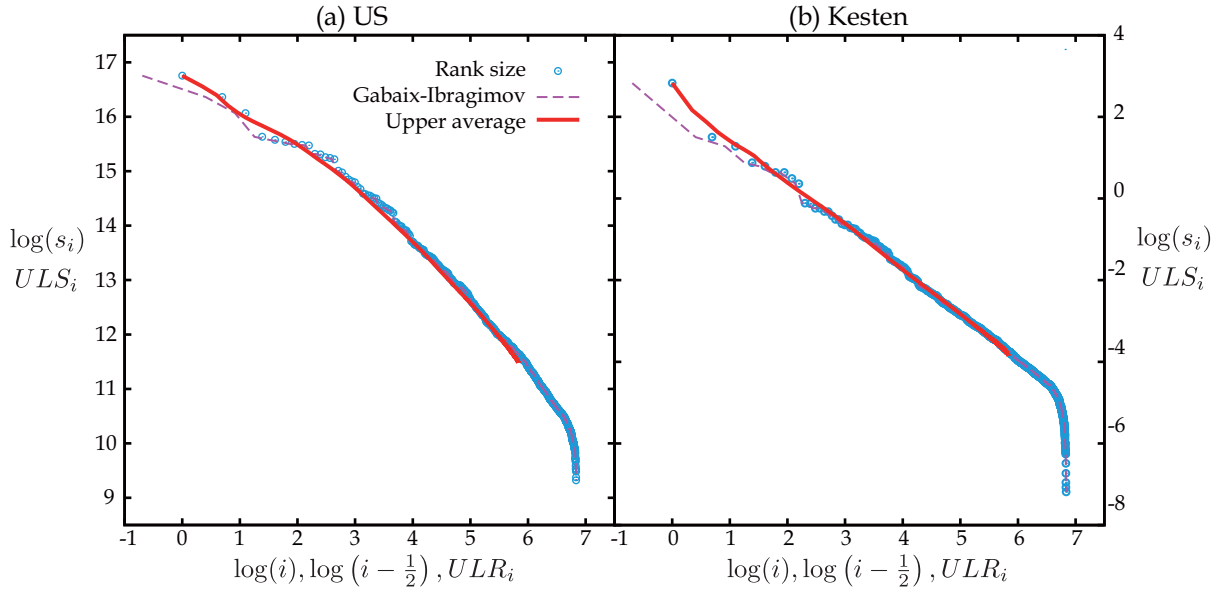 (a) US
(b) Kesten
Rank size
Gabaix-Ibragimov
Upper average
17
16
15
14
13
12
11
10
9
log(s_i)
ULS_i
4
2
0
-2
-4
-6
-8
log(s_i)
ULS_i
-1 0 1 2 3 4 5 6 7
-1 0 1 2 3 4 5 6 7
log(i), log (i − 1/2) , ULR_i
log(i), log (i − 1/2) , ULR_i